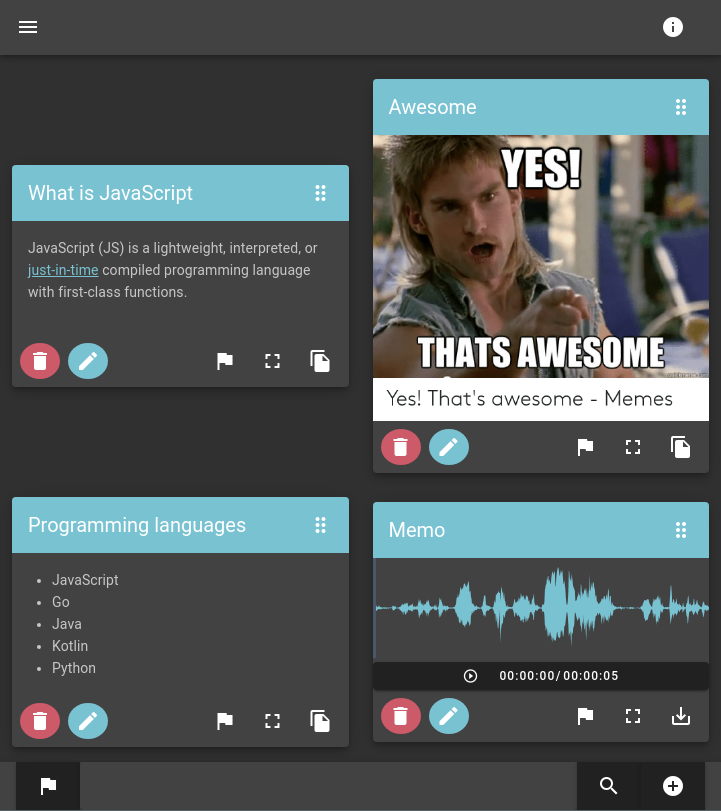 What is JavaScript
JavaScript (JS) is a lightweight, interpreted, or
just-in-time compiled programming language
with first-class functions.
Awesome
YES!
THATS AWESOME
Yes! That's awesome - Memes
Programming languages
JavaScript
Go
Java
Kotlin
Python
Memo
00:00:00/00:00:05